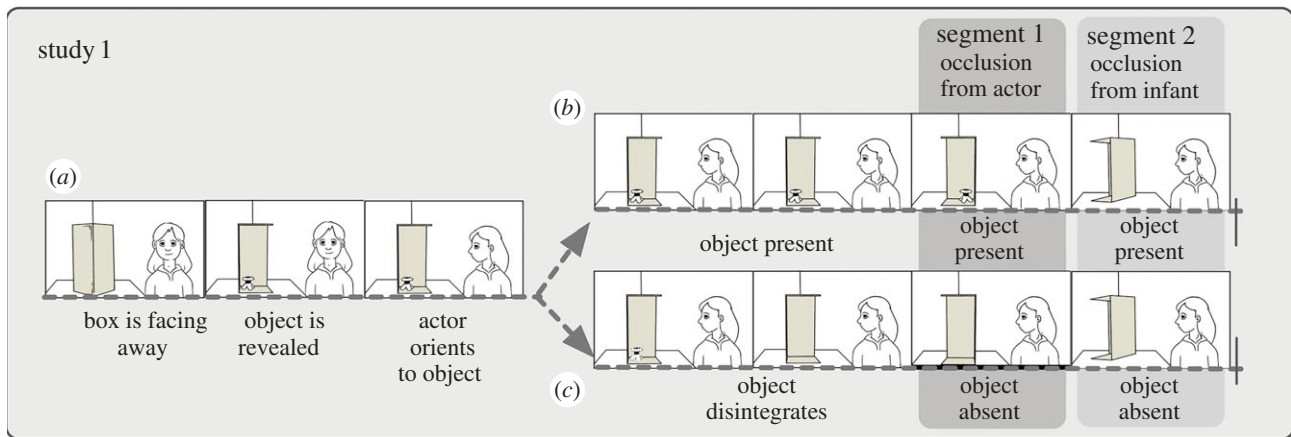 study 1
segment 1
occlusion
from actor
segment 2
occlusion
from infant
(b)
(a)
object present
object
present
object
present
box is facing
away
object is
revealed
actor
orients
to object
(c)
object
disintegrates
object
absent
object
absent